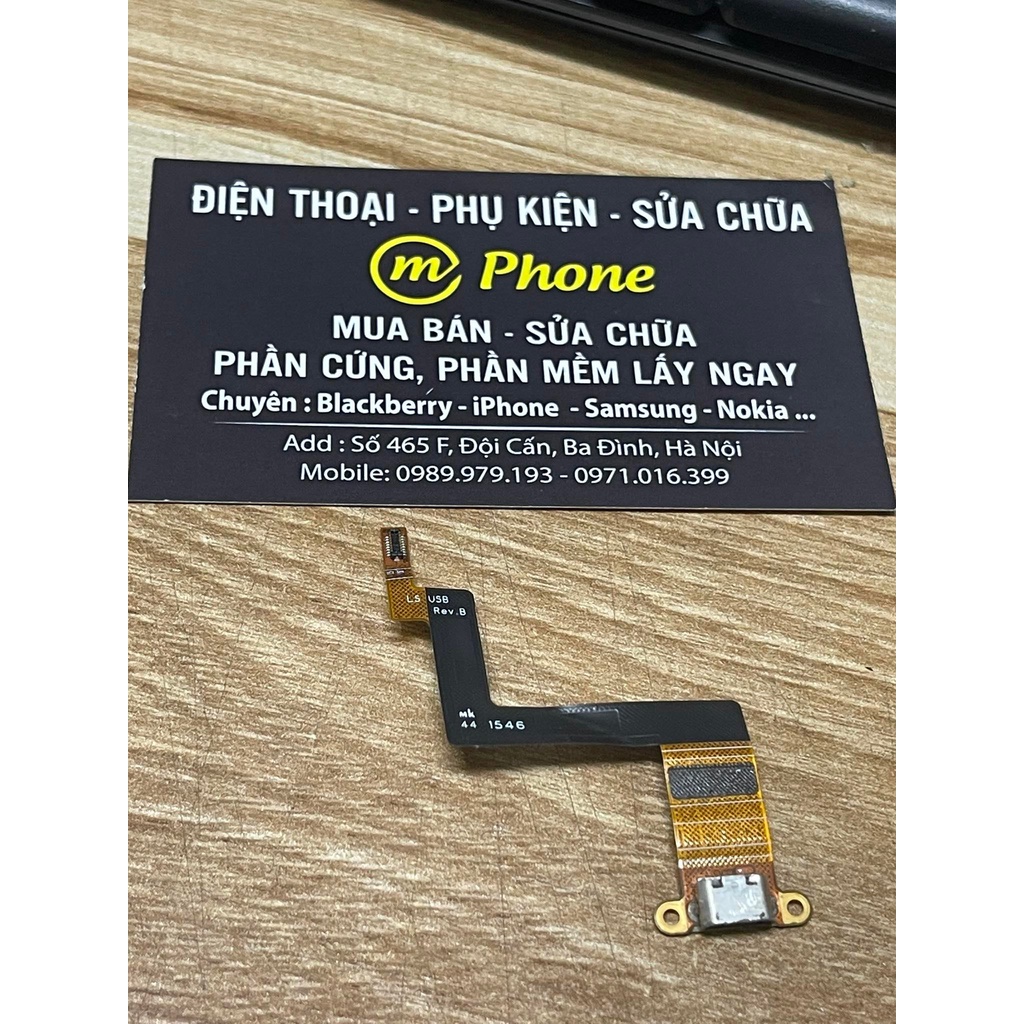 ĐIỆN THOẠI - PHỤ KIỆN - SỬA CHỮA
m Phone
MUA BÁN - SỬA CHỮA
PHẦN CỨNG, PHẦN MỀM LẤY NGAY
Chuyên : Blackberry - iPhone - Samsung - Nokia ...
Add : Số 465 F, Đội Cấn, Ba Đình, Hà Nội
Mobile: 0989.979.193 - 0971.016.399
LS USB
Rev.B
MK
44 1546